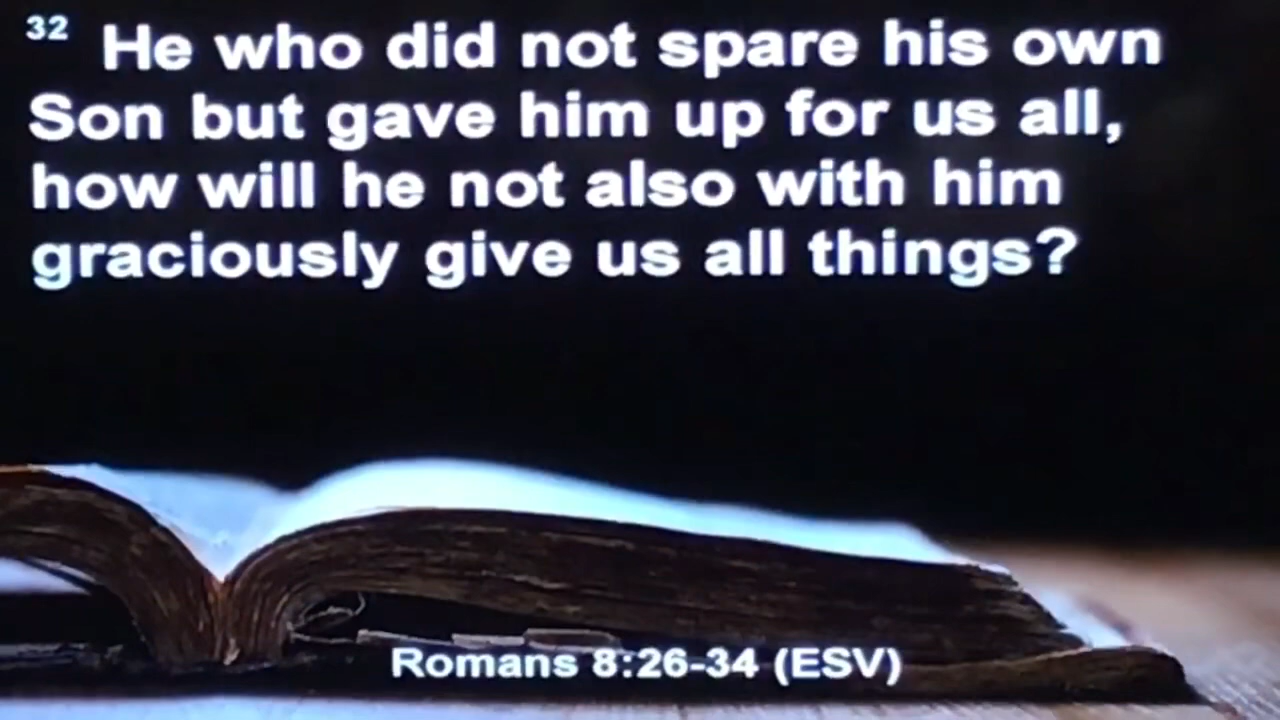 32 He who did not spare his own
Son but gave him up for us all,
how will he not also with him
graciously give us all things?
Romans 8:26-34 (ESV)